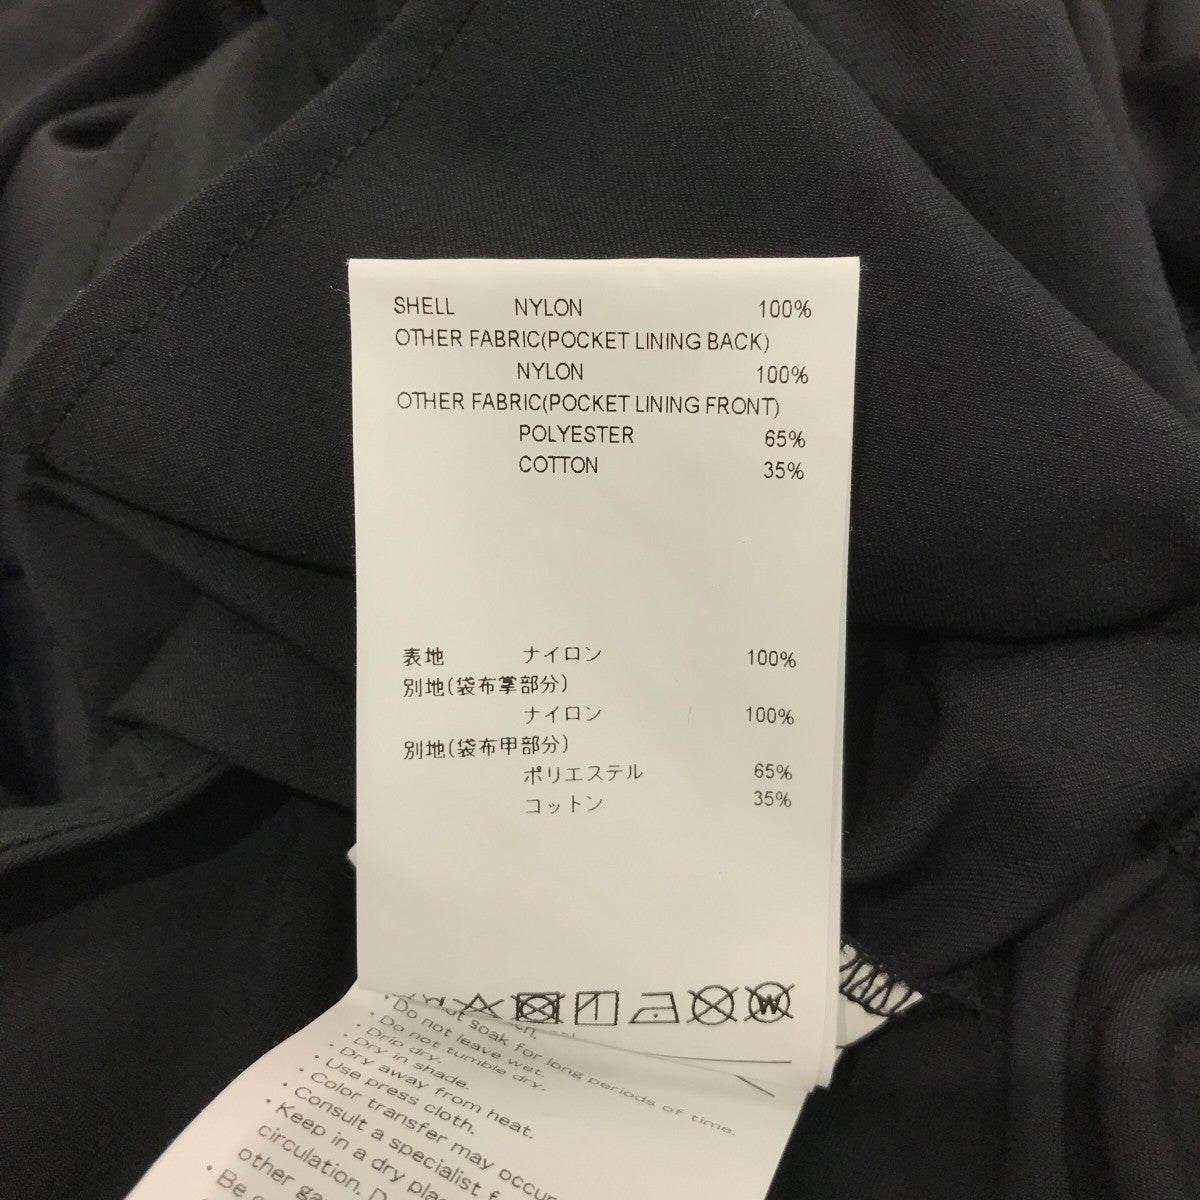 SHELL NYLON 100%
OTHER FABRIC(POCKET LINING BACK)
NYLON 100%
OTHER FABRIC(POCKET LINING FRONT)
POLYESTER 65%
COTTON 35%
表地 ナイロン 100%
別地(袋布掌部分)
ナイロン 100%
別地(袋布甲部分)
ポリエステル 65%
コットン 35%
W
• Do not soak for long periods of time.
• Do not leave wet.
• Do not tumble dry.
• Drip dry.
• Dry in shade.
• Dry away from heat.
• Use press cloth.
• Color transfer may occur
• Consult a specialist
• Keep in a dry
circulation.
other
• Be